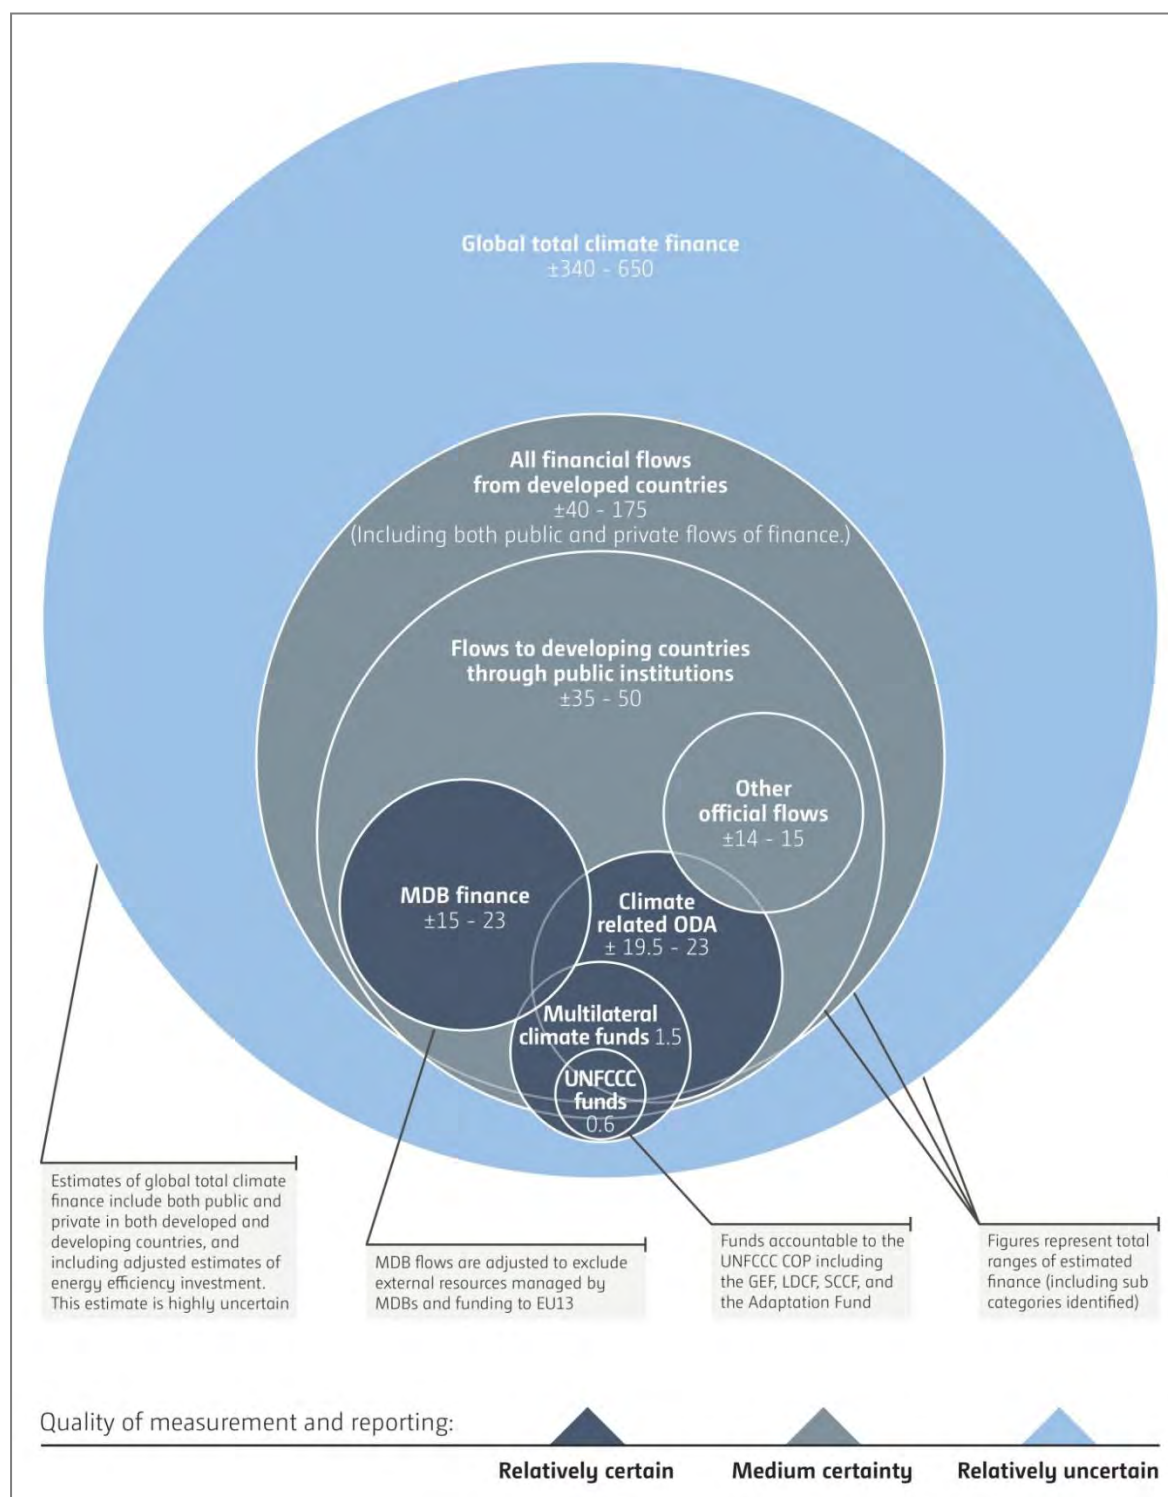 Global total climate finance
±340 - 650
All financial flows
from developed countries
±40 - 175
(Including both public and private flows of finance.)
Flows to developing countries
through public institutions
±35 - 50
Other
official flows
±14 - 15
MDB finance
±15 - 23
Climate
related ODA
± 19.5 - 23
Multilateral
climate funds 1.5
UNFCCC
funds
0.6
Estimates of global total climate
finance include both public and
private in both developed and
developing countries, and
including adjusted estimates of
energy efficiency investment.
This estimate is highly uncertain
MDB flows are adjusted to exclude
external resources managed by
MDBs and funding to EU13
Funds accountable to the
UNFCCC COP including
the GEF, LDCF, SCCF, and
the Adaptation Fund
Figures represent total
ranges of estimated
finance (including sub
categories identified)
Quality of measurement and reporting:
Relatively certain
Medium certainty
Relatively uncertain